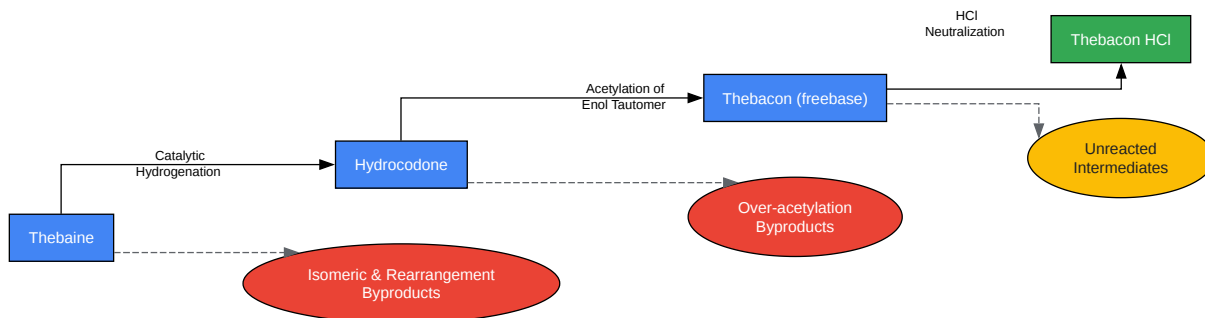 HCl
Neutralization
Thebacon HCl
Acetylation of
Enol Tautomer
Thebacon (freebase)
Unreacted
Intermediates
Catalytic
Hydrogenation
Hydrocodone
Over-acetylation
Byproducts
Thebaine
Isomeric & Rearrangement
Byproducts